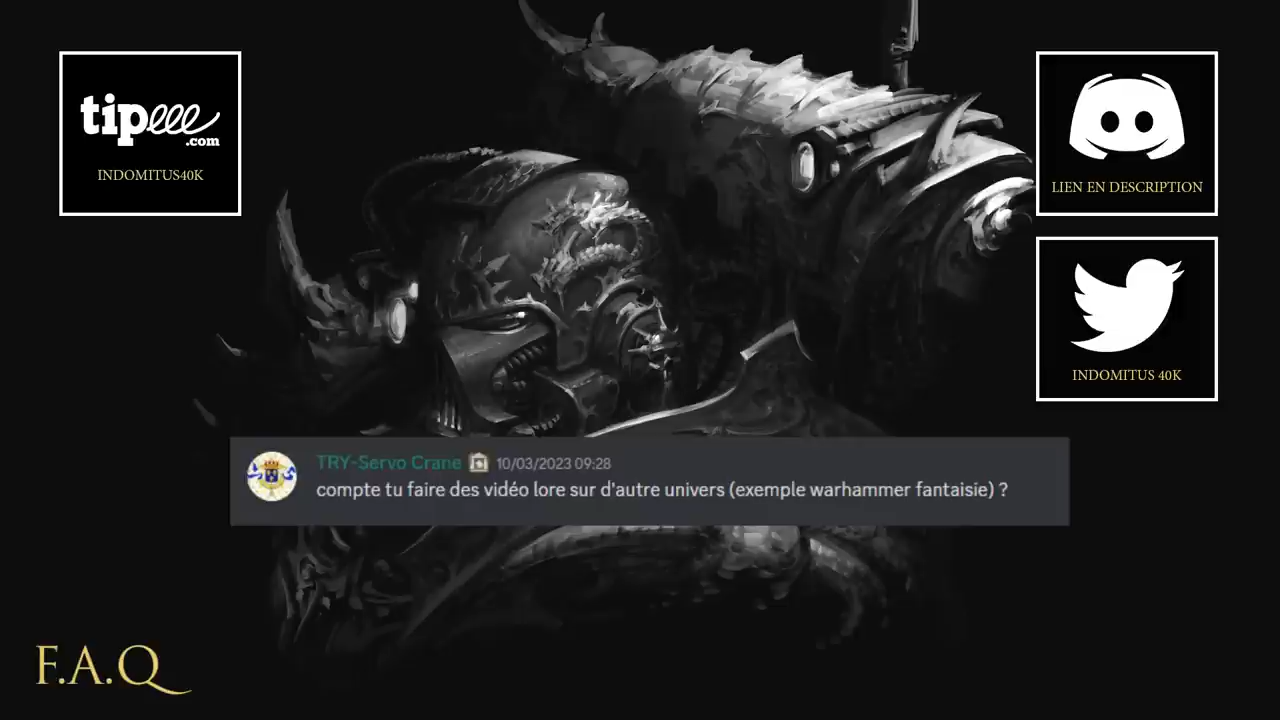 tipeee
.com
INDOMITUS40K
LIEN EN DESCRIPTION
INDOMITUS 40K
TRY-Servo Crane 10/03/2023 09:28
compte tu faire des vidéo lore sur d'autre univers (exemple warhammer fantaisie) ?
F.A.Q